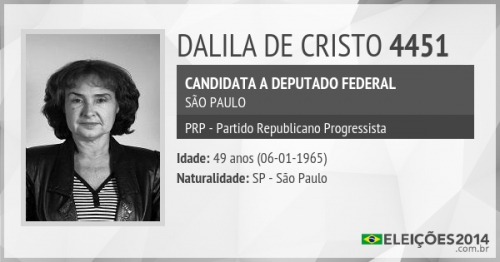 DALILA DE CRISTO 4451
CANDIDATA A DEPUTADO FEDERAL
SÃO PAULO
PRP - Partido Republicano Progressista
Idade: 49 anos (06-01-1965)
Naturalidade: SP - São Paulo
ELEIÇÕES2014
.com.br